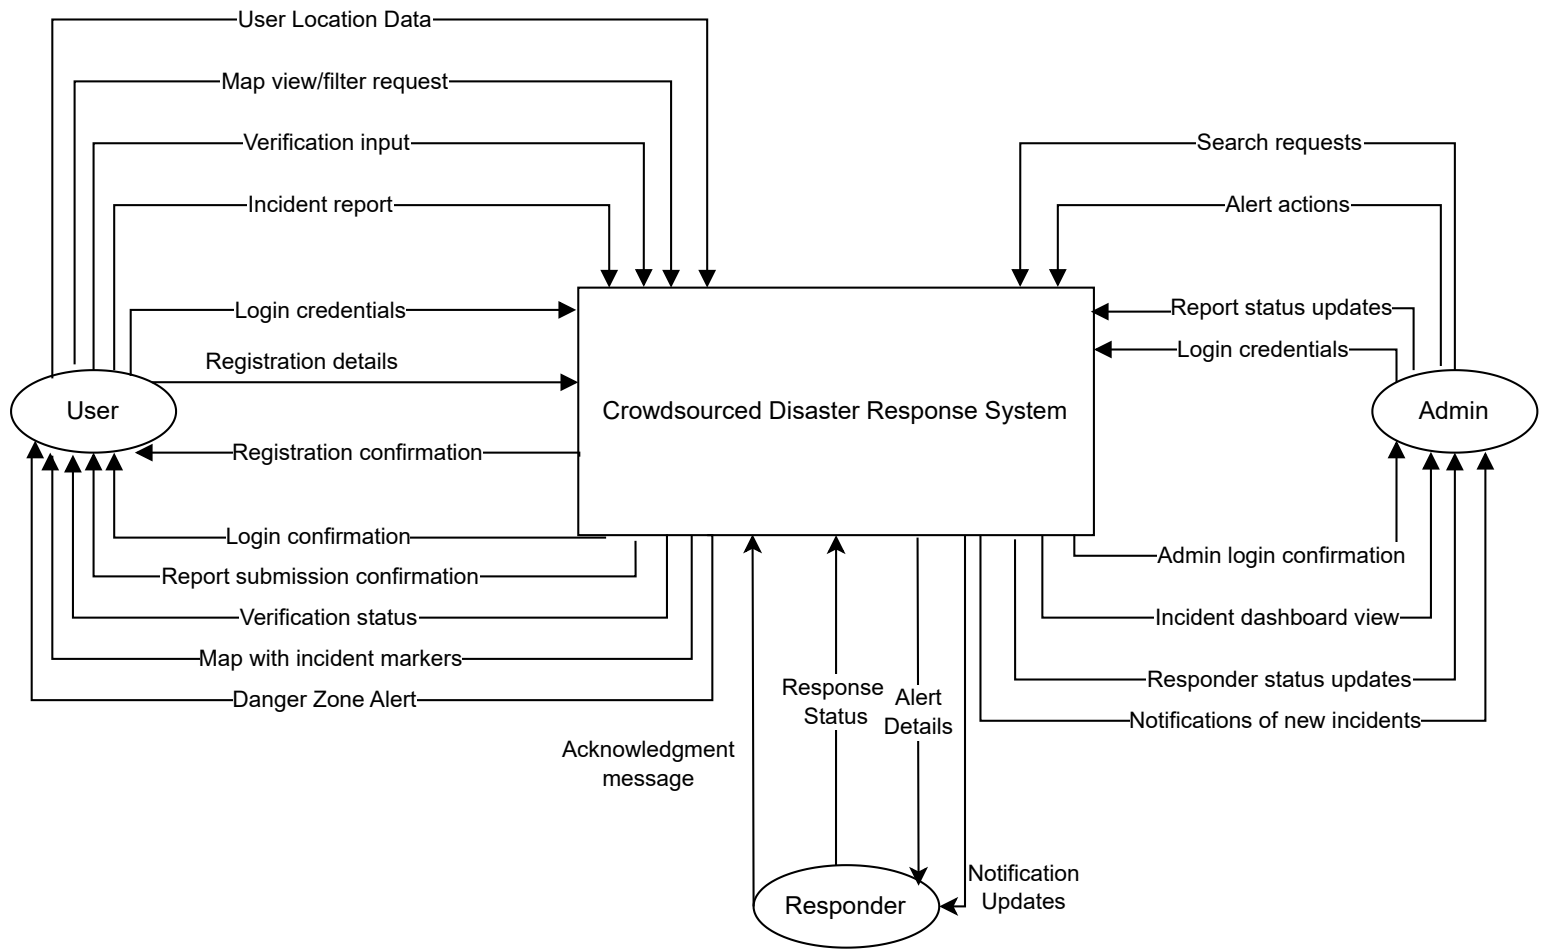 User Location Data
Map view/filter request
Verification input
Search requests
Incident report
Alert actions
Login credentials
Report status updates
Login credentials
Registration details
User
Crowdsourced Disaster Response System
Admin
Registration confirmation
Login confirmation
Admin login confirmation
Report submission confirmation
Verification status
Incident dashboard view
Map with incident markers
Responder status updates
Danger Zone Alert
Response
Status
Alert
Details
Notifications of new incidents
Acknowledgment
message
Notification
Updates
Responder